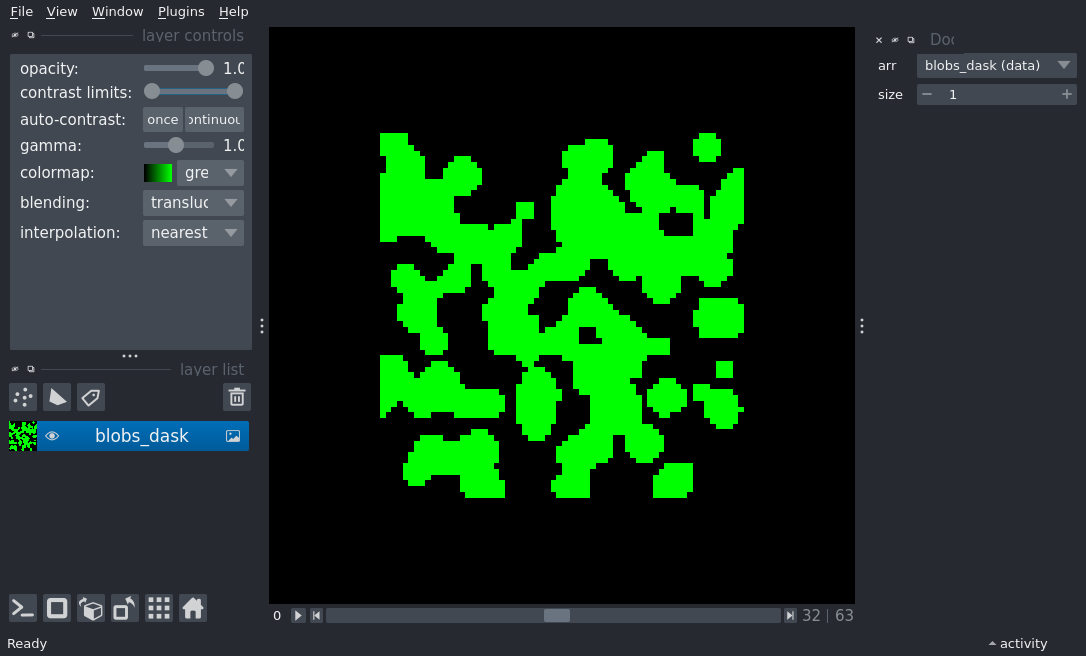 File View Window Plugins Help
layer controls
opacity: 1.0
contrast limits:
auto-contrast: once ontinuou
gamma: 1.0
colormap: gre
blending: transluc
interpolation: nearest
layer list
blobs_dask
0 32 | 63
Ready
Doc
arr blobs_dask (data)
size 1
activity